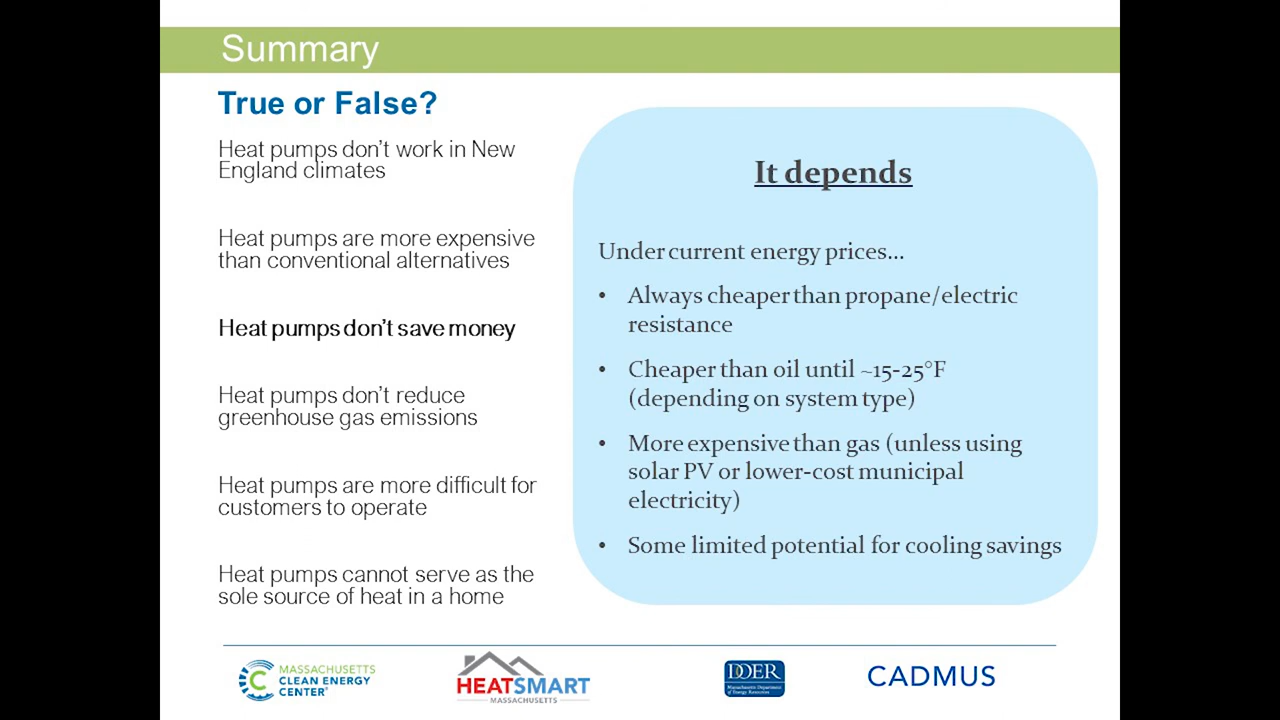 Summary
True or False?
Heat pumps don't work in New
England climates
Heat pumps are more expensive
than conventional alternatives
Heat pumps don't save money
Heat pumps don't reduce
greenhouse gas emissions
Heat pumps are more difficult for
customers to operate
Heat pumps cannot serve as the
sole source of heat in a home
It depends
Under current energy prices...
• Always cheaper than propane/electric
resistance
• Cheaper than oil until ~15-25°F
(depending on system type)
• More expensive than gas (unless using
solar PV or lower-cost municipal
electricity)
• Some limited potential for cooling savings
MASSACHUSETTS
CLEAN ENERGY
CENTER
HEATSMART
MASSACHUSETTS
DOER
Massachusetts Department
of Energy Resources
CADMUS